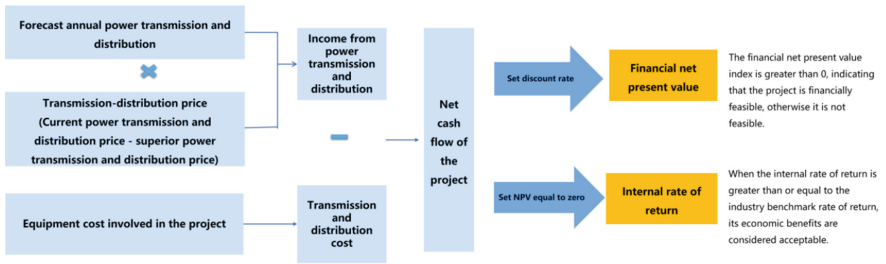 Forecast annual power transmission and
distribution
Transmission-distribution price
(Current power transmission and
distribution price - superior power
transmission and distribution price)
Equipment cost involved in the project
Income from
power
transmission
and
distribution
Transmission
and
distribution
cost
Net
cash
flow of
the
project
Set discount rate
Financial net
present value
The financial net present value
index is greater than 0, indicating
that the project is financially
feasible, otherwise it is not
feasible.
Set NPV equal to zero
Internal rate of
return
When the internal rate of return is
greater than or equal to the
industry benchmark rate of return,
its economic benefits are
considered acceptable.